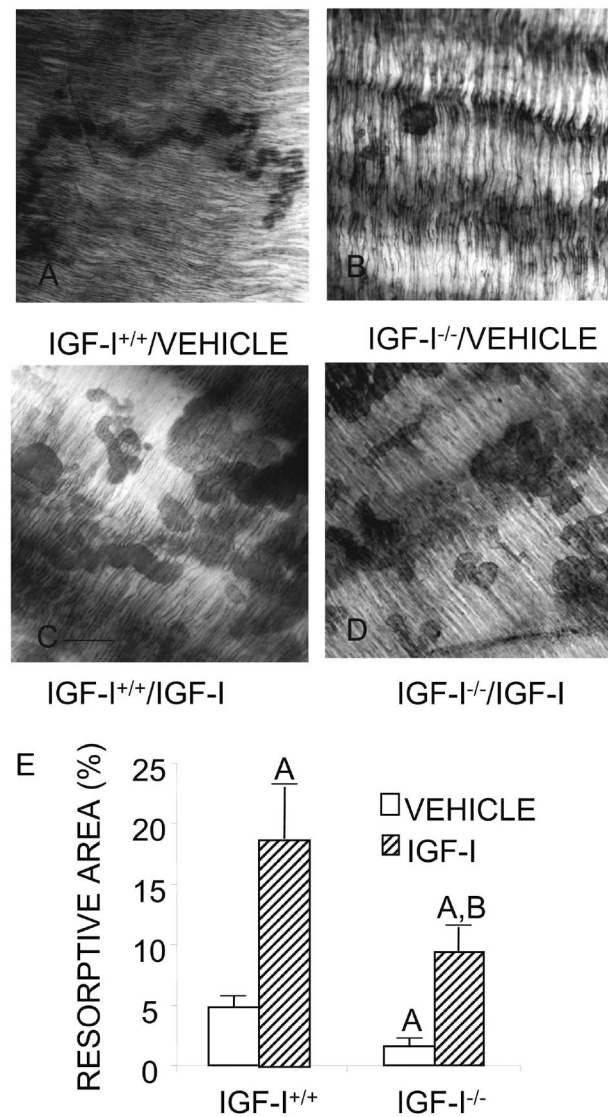 A
B
IGF-I+/+/VEHICLE
IGF-I-/-/VEHICLE
C
D
IGF-I+/+/IGF-I
IGF-I-/-/IGF-I
E
RESORPTIVE AREA (%)
25
20
15
10
5
0
A
A
A,B
VEHICLE
IGF-I
IGF-I+/+
IGF-I-/-